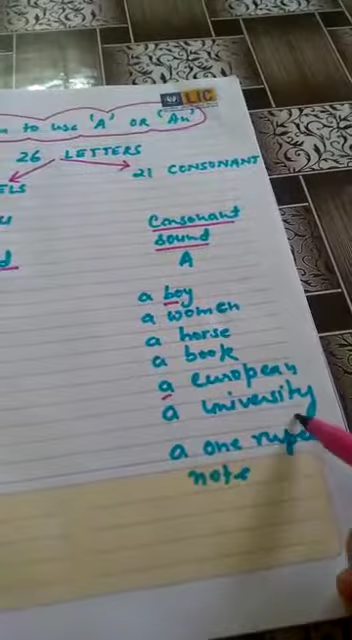 LIC
to use 'A' OR 'An'
26 LETTERS
ELS 21 CONSONANT
Consonant
sound
A
a boy
a women
a horse
a book
a european
a university
a one rupee
note